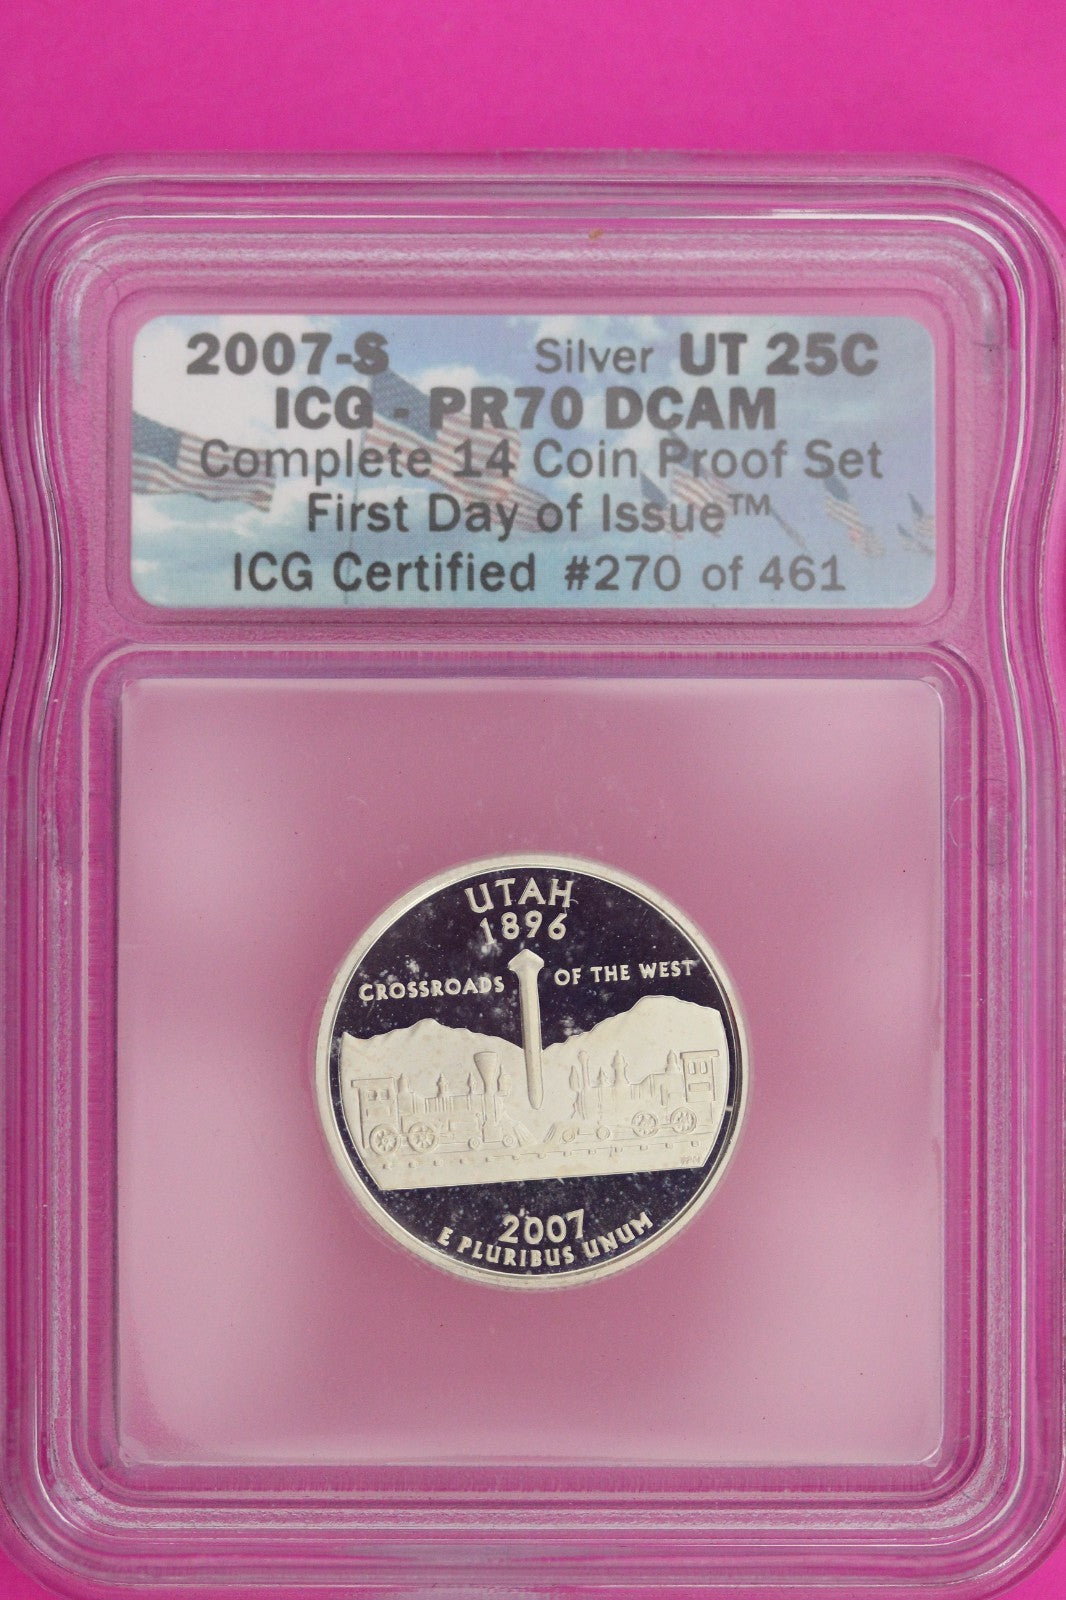 2007-S Silver UT 25C
ICG - PR70 DCAM
Complete 14 Coin Proof Set
First Day of Issue™
ICG Certified #270 of 461
UTAH
1896
CROSSROADS OF THE WEST
2007
E PLURIBUS UNUM